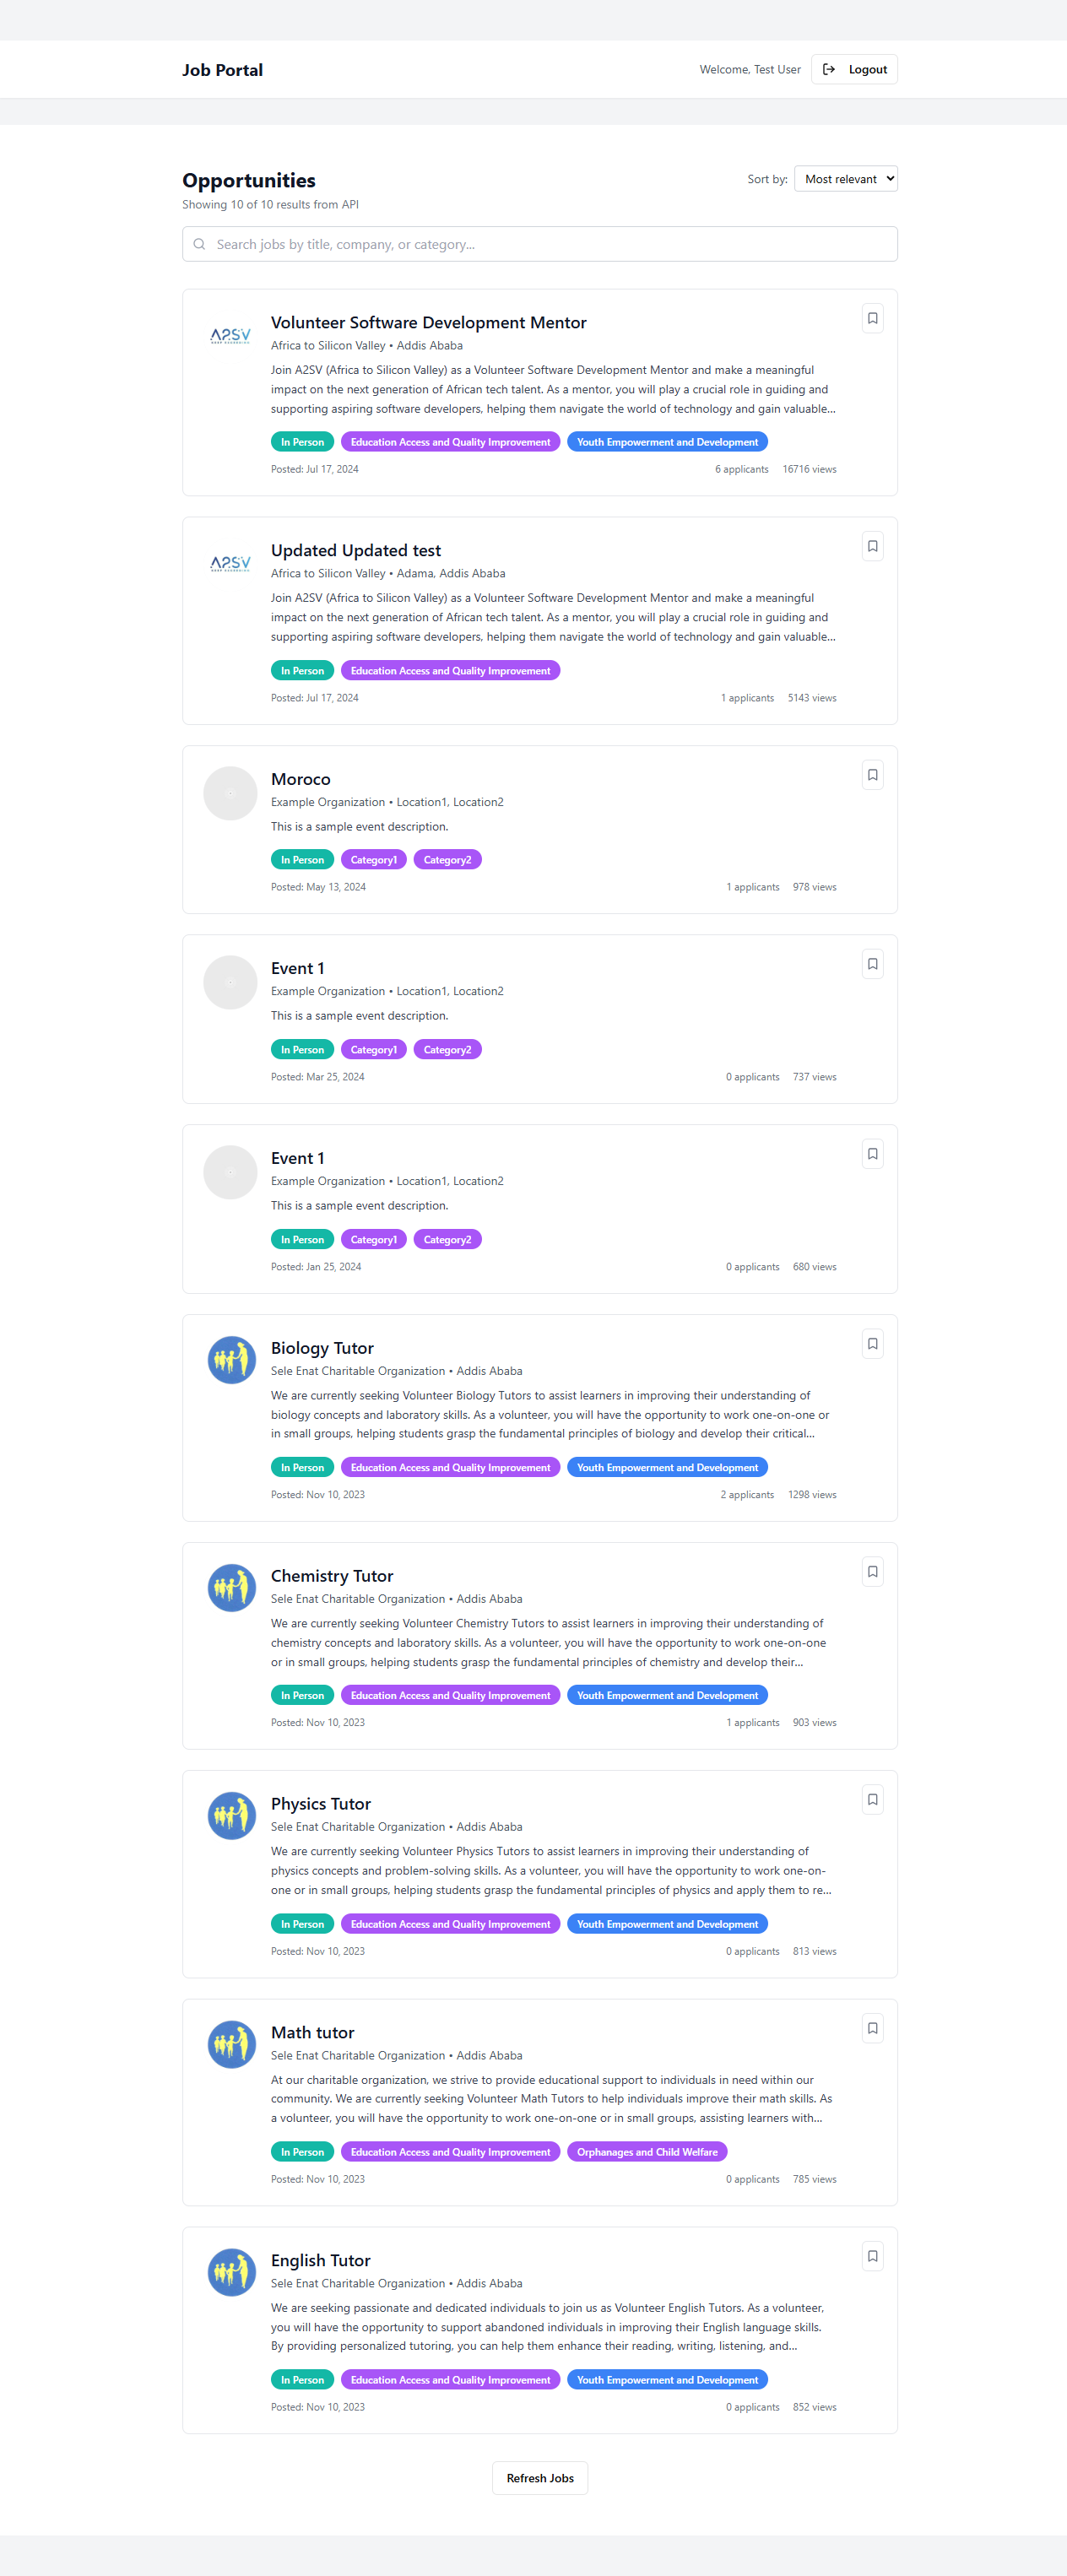 Job Portal
Welcome, Test User
Logout
Opportunities
Sort by: Most relevant
Showing 10 of 10 results from API
Search jobs by title, company, or category...
A2SV
Volunteer Software Development Mentor
Africa to Silicon Valley • Addis Ababa
Join A2SV (Africa to Silicon Valley) as a Volunteer Software Development Mentor and make a meaningful
impact on the next generation of African tech talent. As a mentor, you will play a crucial role in guiding and
supporting aspiring software developers, helping them navigate the world of technology and gain valuable...
In Person Education Access and Quality Improvement Youth Empowerment and Development
Posted: Jul 17, 2024 6 applicants 16716 views
A2SV
Updated Updated test
Africa to Silicon Valley • Adama, Addis Ababa
Join A2SV (Africa to Silicon Valley) as a Volunteer Software Development Mentor and make a meaningful
impact on the next generation of African tech talent. As a mentor, you will play a crucial role in guiding and
supporting aspiring software developers, helping them navigate the world of technology and gain valuable...
In Person Education Access and Quality Improvement
Posted: Jul 17, 2024 1 applicants 5143 views
Moroco
Example Organization • Location1, Location2
This is a sample event description.
In Person Category1 Category2
Posted: May 13, 2024 1 applicants 978 views
Event 1
Example Organization • Location1, Location2
This is a sample event description.
In Person Category1 Category2
Posted: Mar 25, 2024 0 applicants 737 views
Event 1
Example Organization • Location1, Location2
This is a sample event description.
In Person Category1 Category2
Posted: Jan 25, 2024 0 applicants 680 views
Biology Tutor
Sele Enat Charitable Organization • Addis Ababa
We are currently seeking Volunteer Biology Tutors to assist learners in improving their understanding of
biology concepts and laboratory skills. As a volunteer, you will have the opportunity to work one-on-one or
in small groups, helping students grasp the fundamental principles of biology and develop their critical...
In Person Education Access and Quality Improvement Youth Empowerment and Development
Posted: Nov 10, 2023 2 applicants 1298 views
Chemistry Tutor
Sele Enat Charitable Organization • Addis Ababa
We are currently seeking Volunteer Chemistry Tutors to assist learners in improving their understanding of
chemistry concepts and laboratory skills. As a volunteer, you will have the opportunity to work one-on-one
or in small groups, helping students grasp the fundamental principles of chemistry and develop their...
In Person Education Access and Quality Improvement Youth Empowerment and Development
Posted: Nov 10, 2023 1 applicants 903 views
Physics Tutor
Sele Enat Charitable Organization • Addis Ababa
We are currently seeking Volunteer Physics Tutors to assist learners in improving their understanding of
physics concepts and problem-solving skills. As a volunteer, you will have the opportunity to work one-on-
one or in small groups, helping students grasp the fundamental principles of physics and apply them to re...
In Person Education Access and Quality Improvement Youth Empowerment and Development
Posted: Nov 10, 2023 0 applicants 813 views
Math tutor
Sele Enat Charitable Organization • Addis Ababa
At our charitable organization, we strive to provide educational support to individuals in need within our
community. We are currently seeking Volunteer Math Tutors to help individuals improve their math skills. As
a volunteer, you will have the opportunity to work one-on-one or in small groups, assisting learners with...
In Person Education Access and Quality Improvement Orphanages and Child Welfare
Posted: Nov 10, 2023 0 applicants 785 views
English Tutor
Sele Enat Charitable Organization • Addis Ababa
We are seeking passionate and dedicated individuals to join us as Volunteer English Tutors. As a volunteer,
you will have the opportunity to support abandoned individuals in improving their English language skills.
By providing personalized tutoring, you can help them enhance their reading, writing, listening, and...
In Person Education Access and Quality Improvement Youth Empowerment and Development
Posted: Nov 10, 2023 0 applicants 852 views
Refresh Jobs